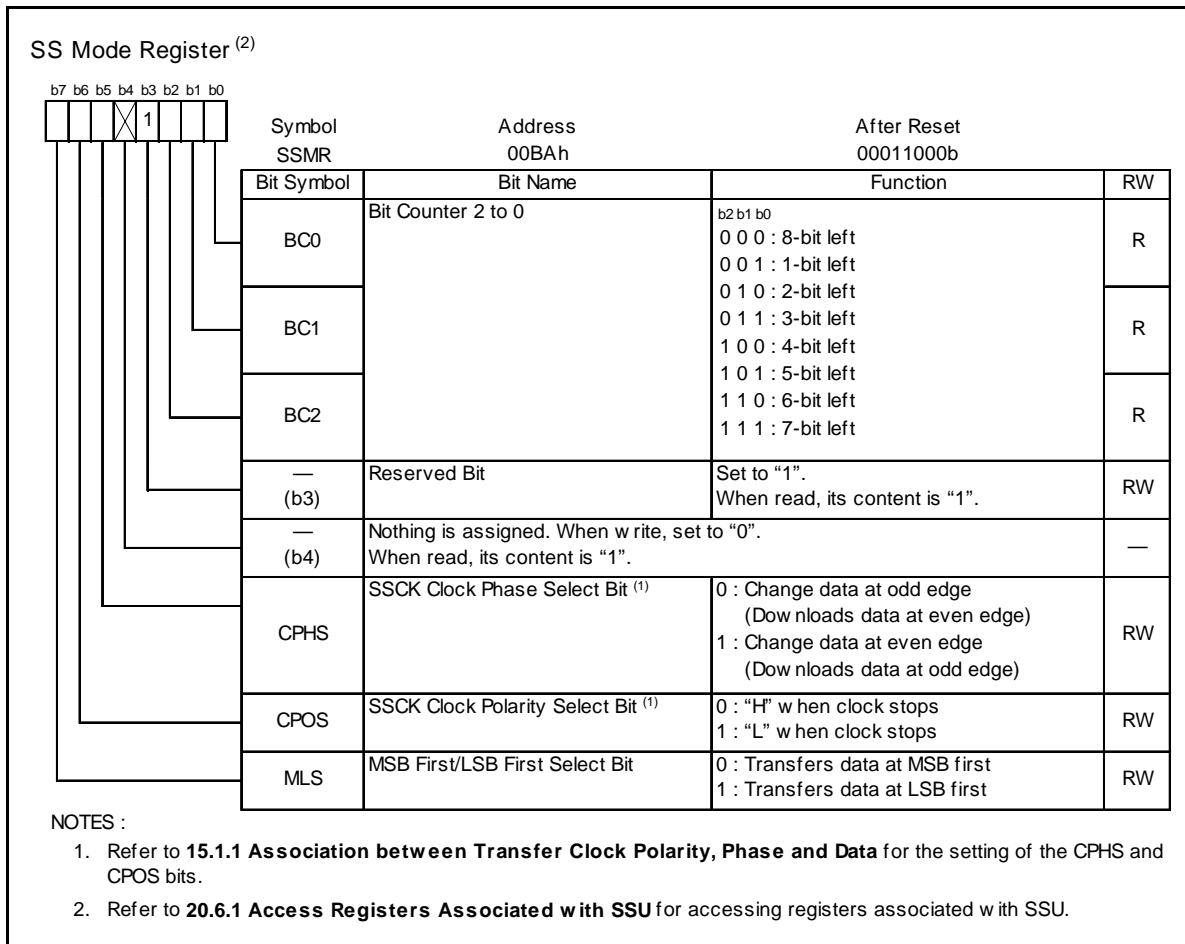 SS Mode Register (2)
b7 b6 b5 b4 b3 b2 b1 b0
1
Symbol Address After Reset
SSMR 00BAh 00011000b
Bit Symbol Bit Name Function RW
BC0 Bit Counter 2 to 0 b2 b1 b0 R
0 0 0 : 8-bit left
0 0 1 : 1-bit left
0 1 0 : 2-bit left
BC1 0 1 1 : 3-bit left R
1 0 0 : 4-bit left
1 0 1 : 5-bit left
BC2 1 1 0 : 6-bit left R
1 1 1 : 7-bit left
— (b3) Reserved Bit Set to “1”. RW
When read, its content is “1”.
— (b4) Nothing is assigned. When write, set to “0”. —
When read, its content is “1”.
CPHS SSCK Clock Phase Select Bit (1) 0 : Change data at odd edge RW
(Downloads data at even edge)
1 : Change data at even edge
(Downloads data at odd edge)
CPOS SSCK Clock Polarity Select Bit (1) 0 : “H” when clock stops RW
1 : “L” when clock stops
MLS MSB First/LSB First Select Bit 0 : Transfers data at MSB first RW
1 : Transfers data at LSB first
NOTES :
1. Refer to 15.1.1 Association between Transfer Clock Polarity, Phase and Data for the setting of the CPHS and
CPOS bits.
2. Refer to 20.6.1 Access Registers Associated with SSU for accessing registers associated with SSU.